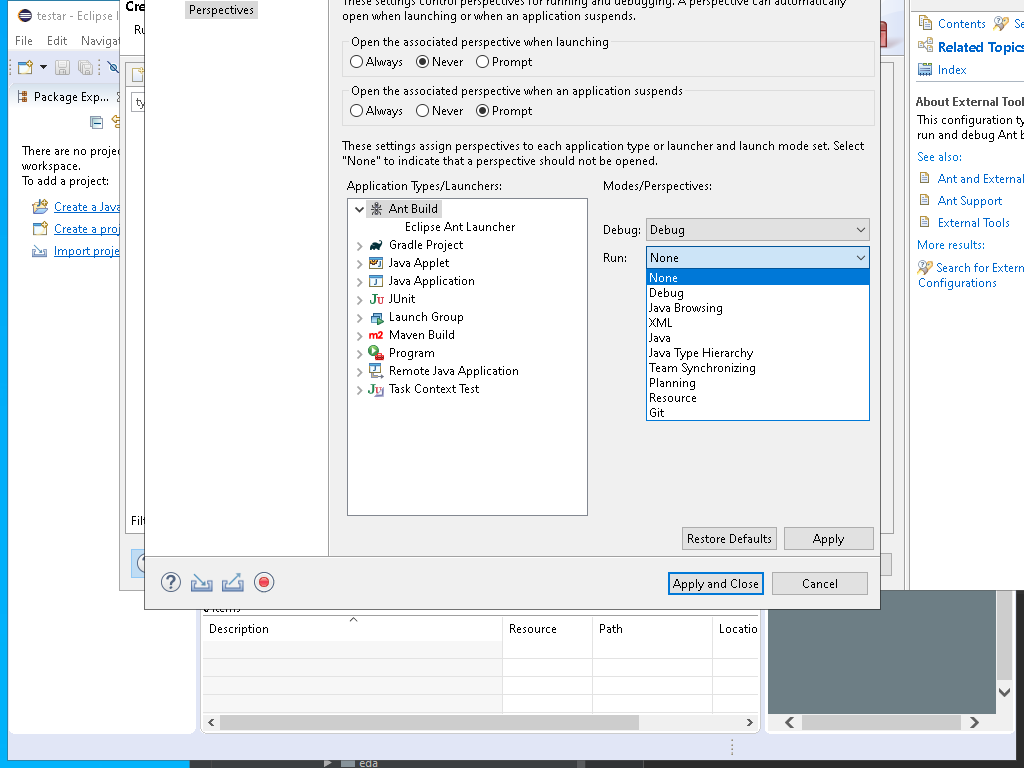 testar - Eclipse I
File Edit Navigat
Package Exp...
There are no proje
workspace.
To add a project:
Create a Java
Create a proj
Import proje
Cre
Ru
ty
Filt
Perspectives
These settings control perspectives for running and debugging. A perspective can automatically
open when launching or when an application suspends.
Open the associated perspective when launching
Always Never Prompt
Open the associated perspective when an application suspends
Always Never Prompt
These settings assign perspectives to each application type or launcher and launch mode set. Select
"None" to indicate that a perspective should not be opened.
Application Types/Launchers:
Ant Build
Eclipse Ant Launcher
Gradle Project
Java Applet
Java Application
JUnit
Launch Group
Maven Build
Program
Remote Java Application
Task Context Test
Modes/Perspectives:
Debug: Debug
Run: None
None
Debug
Java Browsing
XML
Java
Java Type Hierarchy
Team Synchronizing
Planning
Resource
Git
Restore Defaults Apply
Apply and Close Cancel
Contents Se
Related Topics
Index
About External Tool
This configuration ty
run and debug Ant b
See also:
Ant and External
Ant Support
External Tools
More results:
Search for Extern
Configurations
0 items
Description Resource Path Locatio
eda